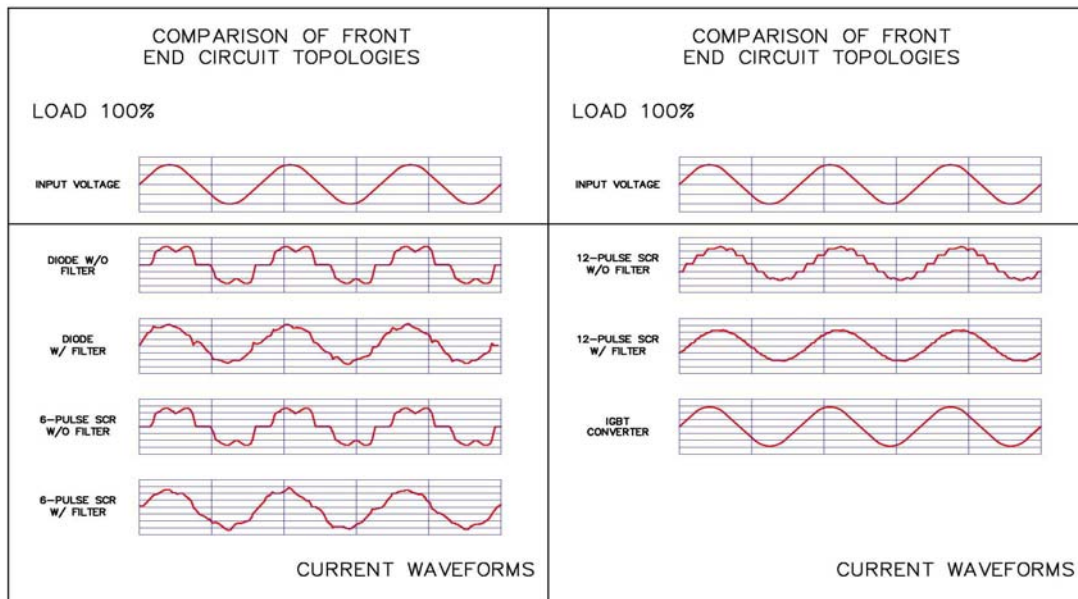 COMPARISON OF FRONT
END CIRCUIT TOPOLOGIES
LOAD 100%
INPUT VOLTAGE
DIODE W/O
FILTER
DIODE
W/ FILTER
6-PULSE SCR
W/O FILTER
6-PULSE SCR
W/ FILTER
CURRENT WAVEFORMS
COMPARISON OF FRONT
END CIRCUIT TOPOLOGIES
LOAD 100%
INPUT VOLTAGE
12-PULSE SCR
W/O FILTER
12-PULSE SCR
W/ FILTER
IGBT
CONVERTER
CURRENT WAVEFORMS